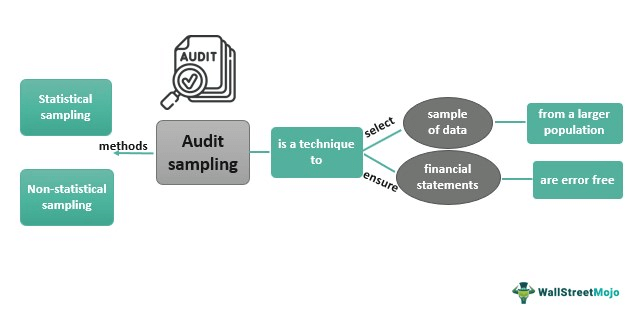 AUDIT
Statistical
sampling
methods
Non-statistical
sampling
Audit
sampling
is a technique
to
select
sample
of data
from a larger
population
ensure
financial
statements
are error free
WallStreetMojo